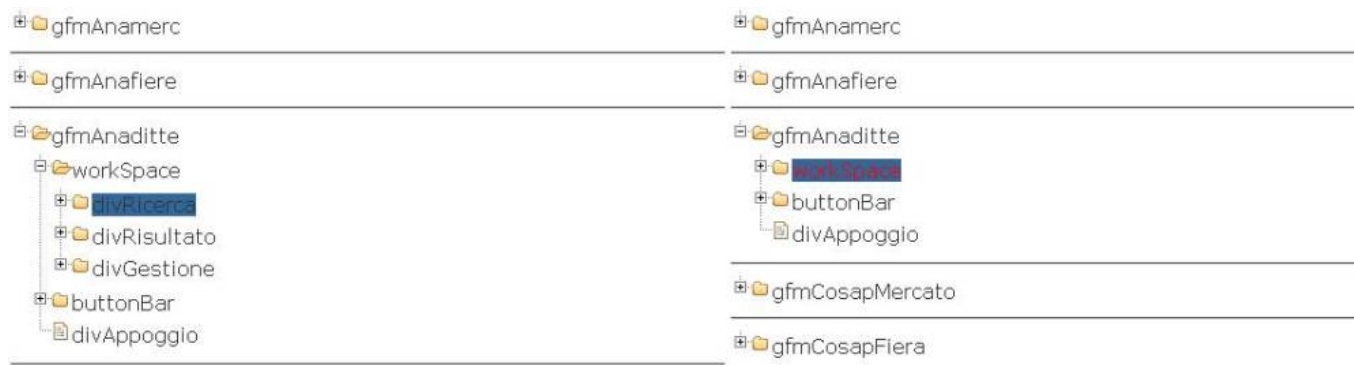 gfmAnamerc
gfmAnafiere
gfmAnaditte
workSpace
divRicerca
divRisultato
divGestione
buttonBar
divAppoggio
gfmAnamerc
gfmAnafiere
gfmAnaditte
workSpace
buttonBar
divAppoggio
gfmCosapMercato
gfmCosapFiera